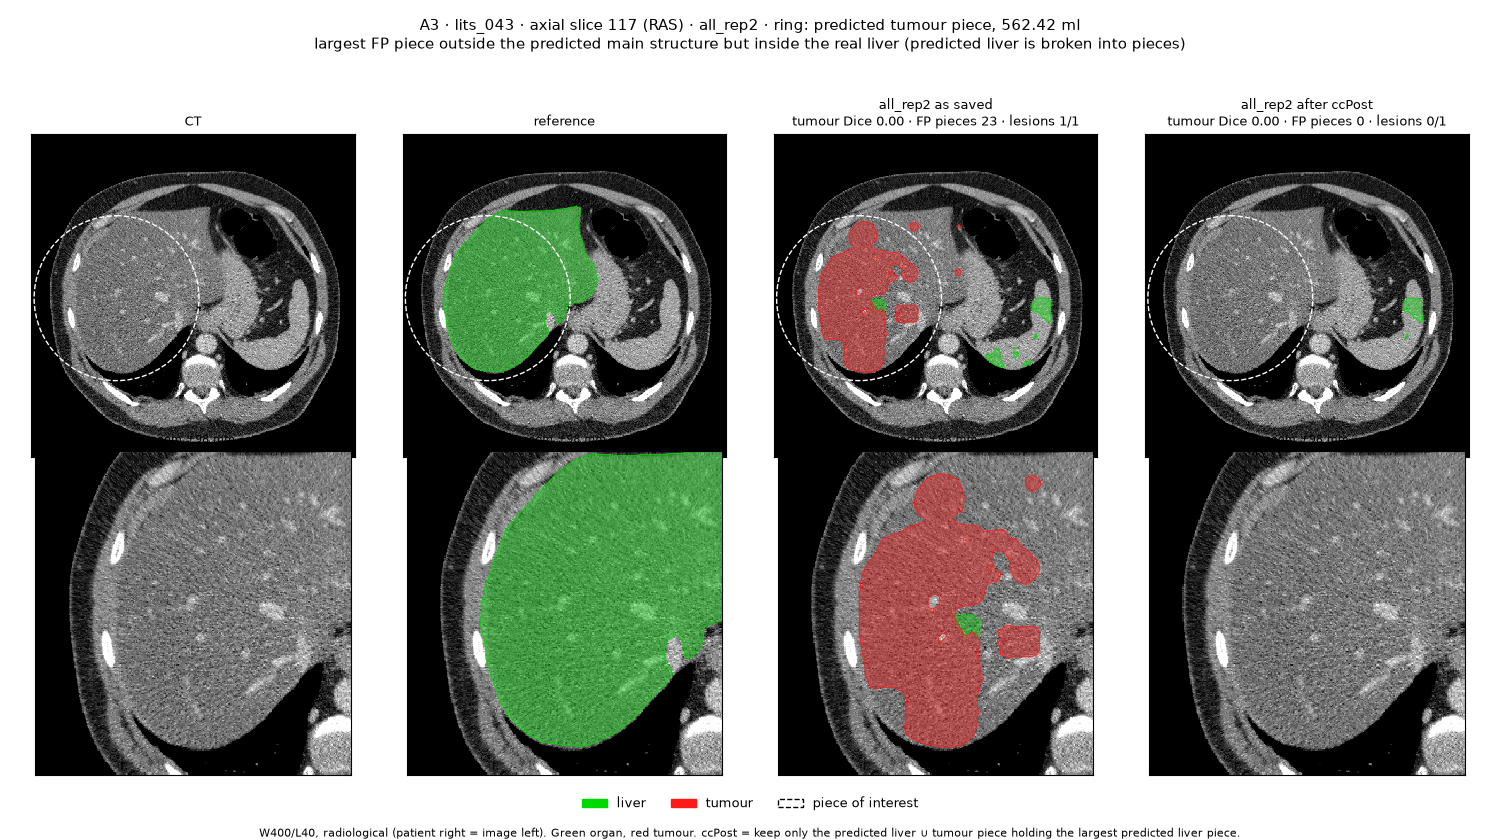 A3 · lits_043 · axial slice 117 (RAS) · all_rep2 · ring: predicted tumour piece, 562.42 ml
largest FP piece outside the predicted main structure but inside the real liver (predicted liver is broken into pieces)
CT
reference
all_rep2 as saved
tumour Dice 0.00 · FP pieces 23 · lesions 1/1
all_rep2 after ccPost
tumour Dice 0.00 · FP pieces 0 · lesions 0/1
liver
tumour
piece of interest
W400/L40, radiological (patient right = image left). Green organ, red tumour. ccPost = keep only the predicted liver ∪ tumour piece holding the largest predicted liver piece.